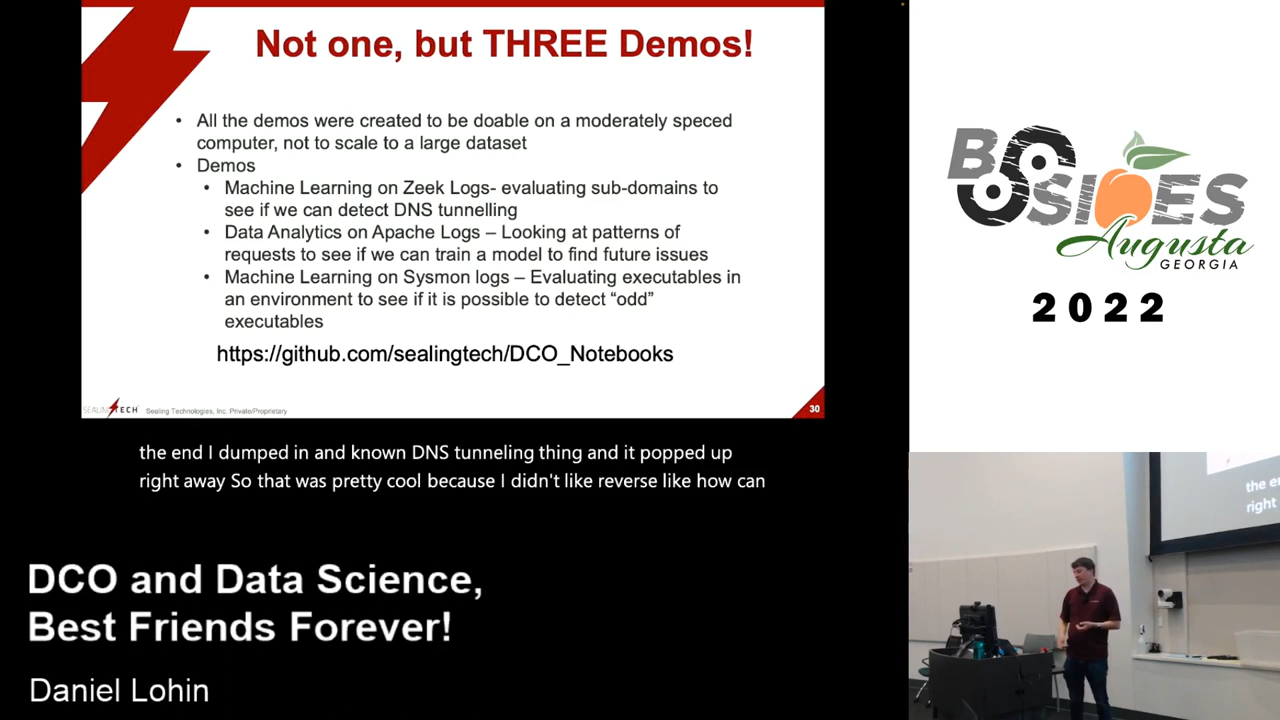 Not one, but THREE Demos!
• All the demos were created to be doable on a moderately speced
computer, not to scale to a large dataset
• Demos
• Machine Learning on Zeek Logs- evaluating sub-domains to
see if we can detect DNS tunnelling
• Data Analytics on Apache Logs – Looking at patterns of
requests to see if we can train a model to find future issues
• Machine Learning on Sysmon logs – Evaluating executables in
an environment to see if it is possible to detect “odd”
executables
https://github.com/sealingtech/DCO_Notebooks
SEALING TECH Sealing Technologies, Inc. Private/Proprietary
30
the end I dumped in and known DNS tunneling thing and it popped up
right away So that was pretty cool because I didn't like reverse like how can
DCO and Data Science,
Best Friends Forever!
Daniel Lohin
BSIDES
Augusta
GEORGIA
2022
the en
right